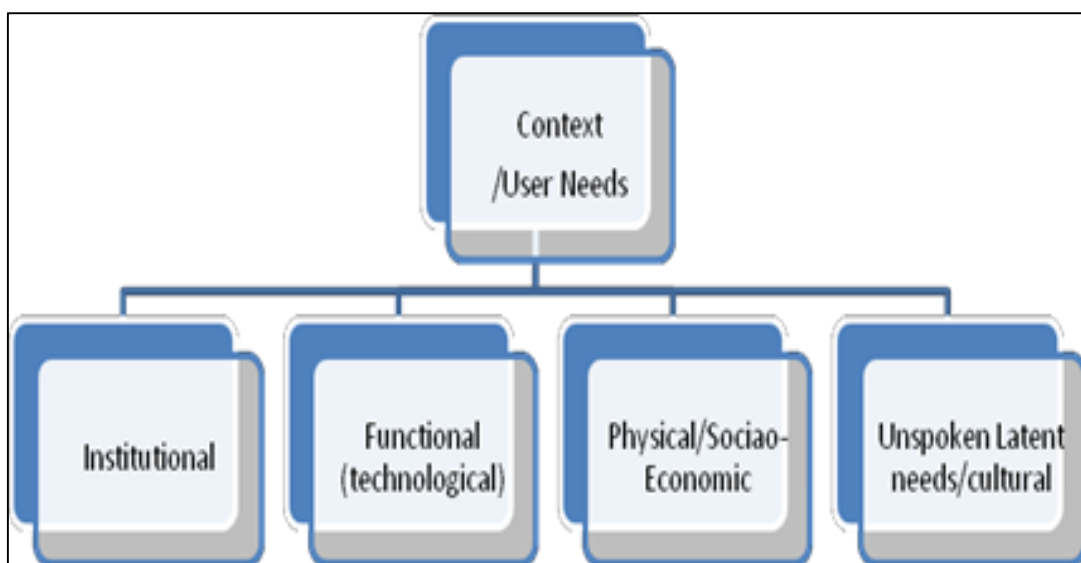 Context
/User Needs
Institutional
Functional
(technological)
Physical/Sociao-
Economic
Unspoken Latent
needs/cultural